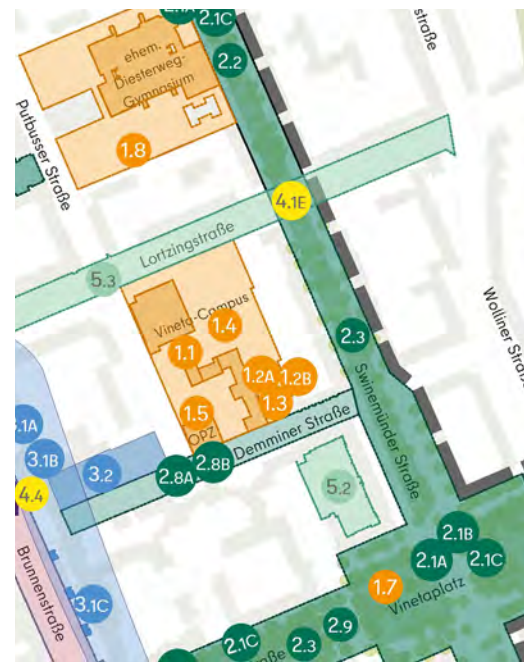 2.1A
2.1C
2.2
ehem.
Diesterweg-
Gymnasium
straße
Putbusser Straße
1.8
4.1E
Lortzingstraße
5.3
Vineta-Campus
1.4
1.1
2.3
Wolliner Straße
1.2A
1.2B
1.3
1.5
OPZ
Demminer Straße
Swinemünder Straße
3.1A
3.1B
3.2
2.8A
2.8B
4.4
5.2
2.1B
2.1A
2.1C
1.7
Vinetaplatz
Brunnenstraße
3.1C
2.9
2.3
2.1C
aße